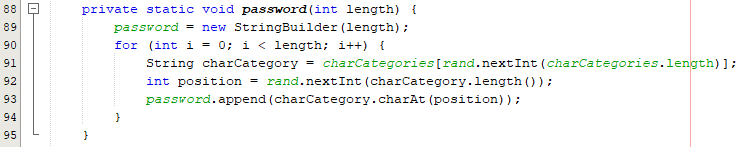 88 private static void password(int length) {
89 password = new StringBuilder(length);
90 for (int i = 0; i < length; i++) {
91 String charCategory = charCategories[rand.nextInt(charCategories.length)];
92 int position = rand.nextInt(charCategory.length());
93 password.append(charCategory.charAt(position));
94 }
95 }